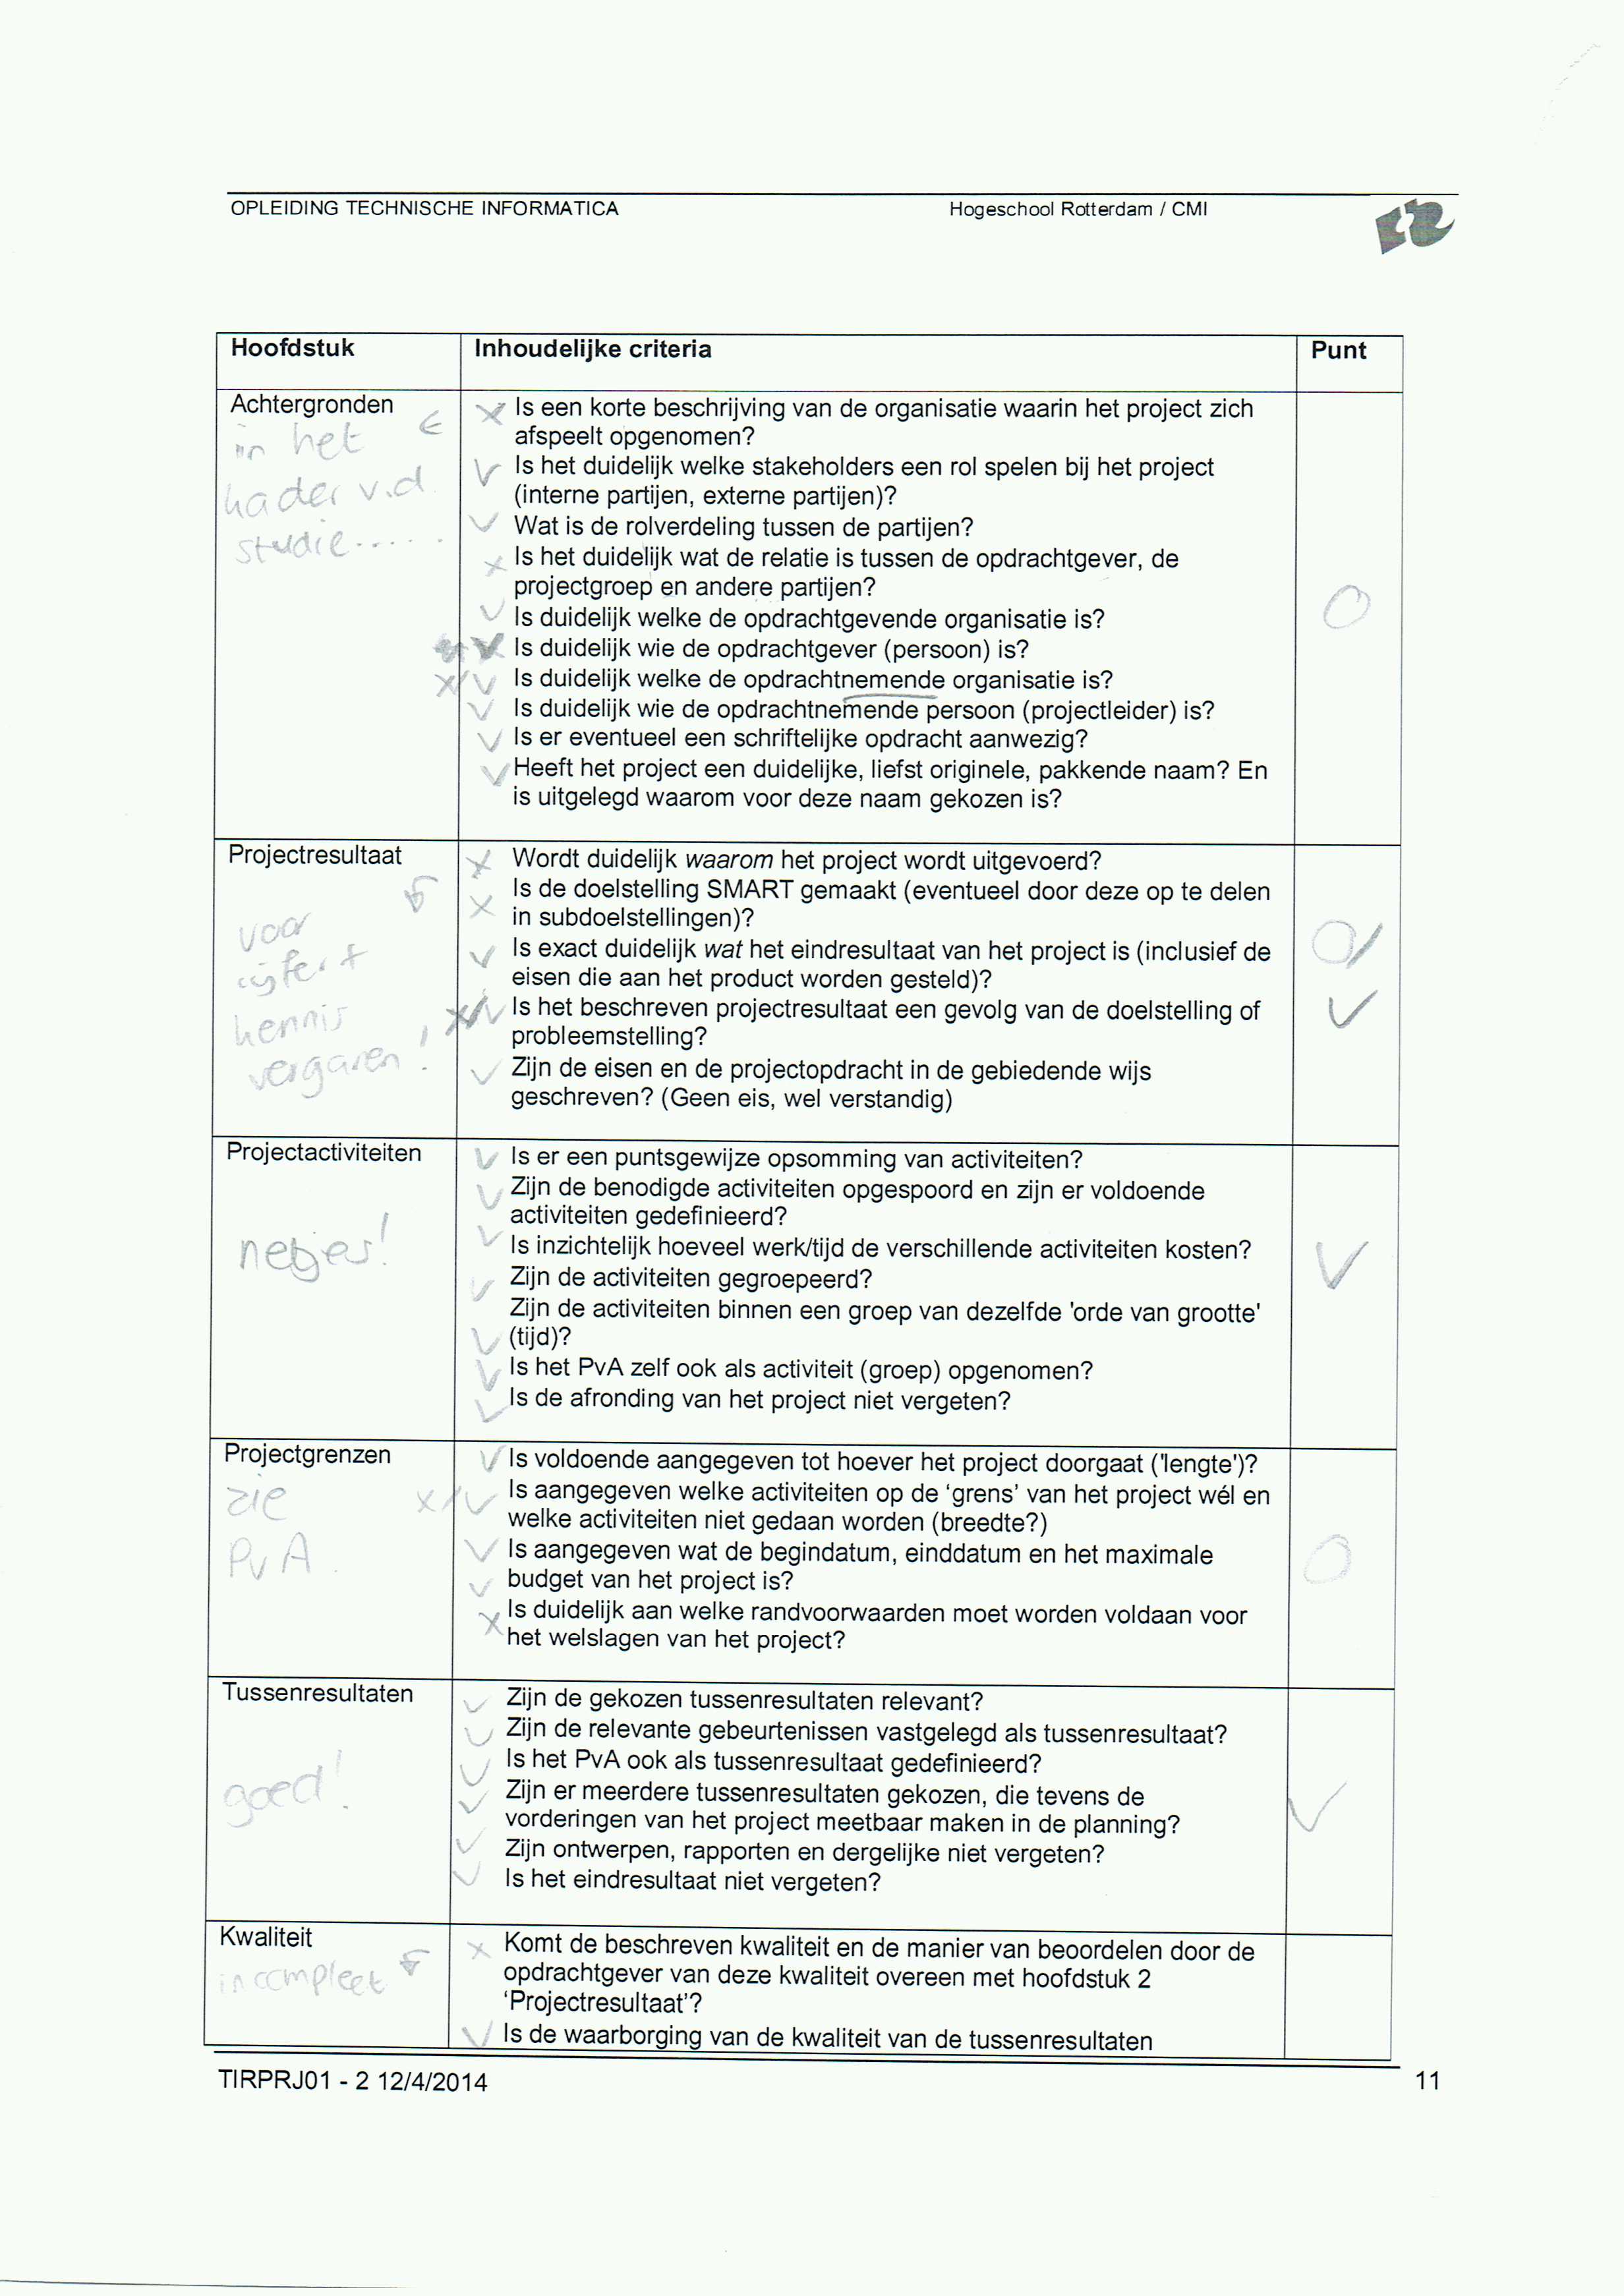 OPLEIDING TECHNISCHE INFORMATICA
Hogeschool Rotterdam / CMI
Hoofdstuk
Inhoudelijke criteria
Punt
Achtergronden
in het
kader v.d.
studie.....
x Is een korte beschrijving van de organisatie waarin het project zich
afspeelt opgenomen?
v Is het duidelijk welke stakeholders een rol spelen bij het project
(interne partijen, externe partijen)?
v Wat is de rolverdeling tussen de partijen?
x Is het duidelijk wat de relatie is tussen de opdrachtgever, de
projectgroep en andere partijen?
v Is duidelijk welke de opdrachtgevende organisatie is?
v Is duidelijk wie de opdrachtgever (persoon) is?
x/v Is duidelijk welke de opdrachtnemende organisatie is?
v Is duidelijk wie de opdrachtnemende persoon (projectleider) is?
v Is er eventueel een schriftelijke opdracht aanwezig?
v Heeft het project een duidelijke, liefst originele, pakkende naam? En
is uitgelegd waarom voor deze naam gekozen is?
O
Projectresultaat
voor
cijfer +
kennis
vergaren!
x Wordt duidelijk waarom het project wordt uitgevoerd?
x Is de doelstelling SMART gemaakt (eventueel door deze op te delen
in subdoelstellingen)?
v Is exact duidelijk wat het eindresultaat van het project is (inclusief de
eisen die aan het product worden gesteld)?
x/v Is het beschreven projectresultaat een gevolg van de doelstelling of
probleemstelling?
v Zijn de eisen en de projectopdracht in de gebiedende wijs
geschreven? (Geen eis, wel verstandig)
O/
v
Projectactiviteiten
netjes!
v Is er een puntsgewijze opsomming van activiteiten?
v Zijn de benodigde activiteiten opgespoord en zijn er voldoende
activiteiten gedefinieerd?
v Is inzichtelijk hoeveel werk/tijd de verschillende activiteiten kosten?
v Zijn de activiteiten gegroepeerd?
Zijn de activiteiten binnen een groep van dezelfde 'orde van grootte'
v (tijd)?
v Is het PvA zelf ook als activiteit (groep) opgenomen?
v Is de afronding van het project niet vergeten?
v
Projectgrenzen
zie
PvA
v Is voldoende aangegeven tot hoever het project doorgaat ('lengte')?
x/v Is aangegeven welke activiteiten op de ‘grens’ van het project wél en
welke activiteiten niet gedaan worden (breedte?)
v Is aangegeven wat de begindatum, einddatum en het maximale
v budget van het project is?
x Is duidelijk aan welke randvoorwaarden moet worden voldaan voor
het welslagen van het project?
O
Tussenresultaten
goed!
v Zijn de gekozen tussenresultaten relevant?
v Zijn de relevante gebeurtenissen vastgelegd als tussenresultaat?
v Is het PvA ook als tussenresultaat gedefinieerd?
v Zijn er meerdere tussenresultaten gekozen, die tevens de
vorderingen van het project meetbaar maken in de planning?
v Zijn ontwerpen, rapporten en dergelijke niet vergeten?
v Is het eindresultaat niet vergeten?
v
Kwaliteit
incompleet
x Komt de beschreven kwaliteit en de manier van beoordelen door de
opdrachtgever van deze kwaliteit overeen met hoofdstuk 2
‘Projectresultaat’?
v Is de waarborging van de kwaliteit van de tussenresultaten
TIRPRJ01 - 2 12/4/2014
11